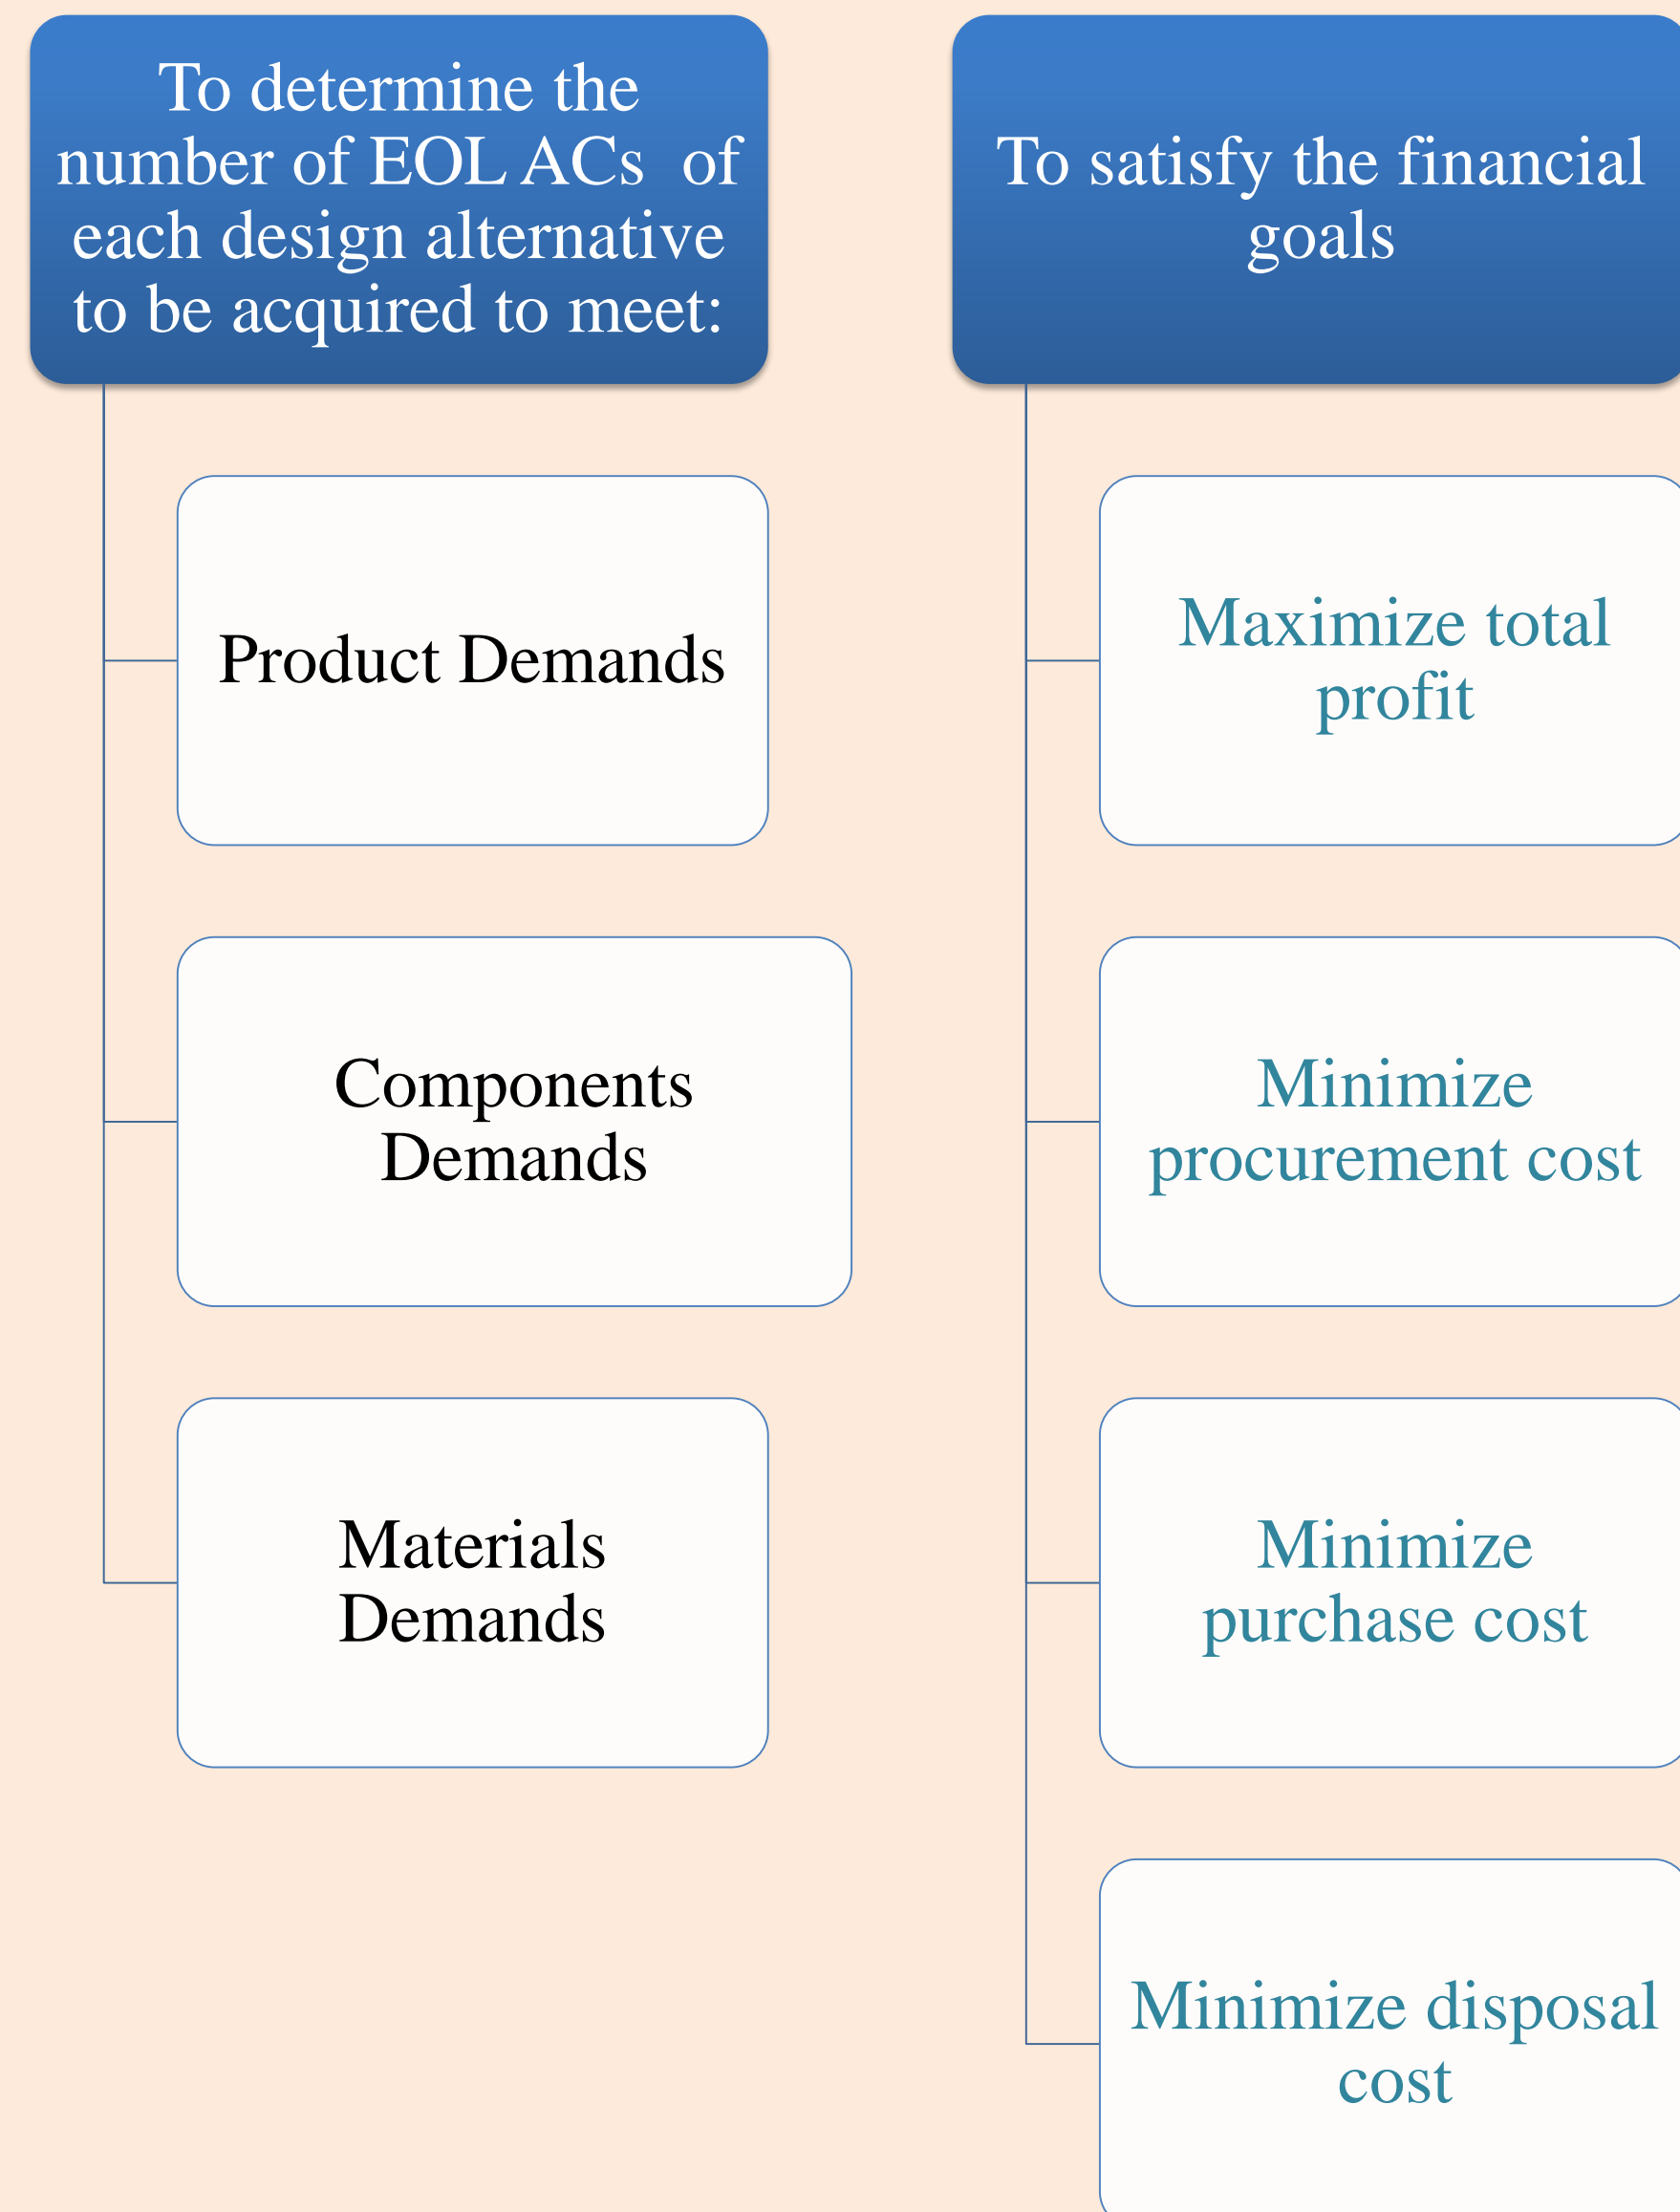 To determine the
number of EOL ACs  of
each design alternative
to be acquired to meet:
Product Demands
Components
Demands
Materials
Demands
To satisfy the financial
goals
Maximize total
profit
Minimize
procurement cost
Minimize
purchase cost
Minimize disposal
cost